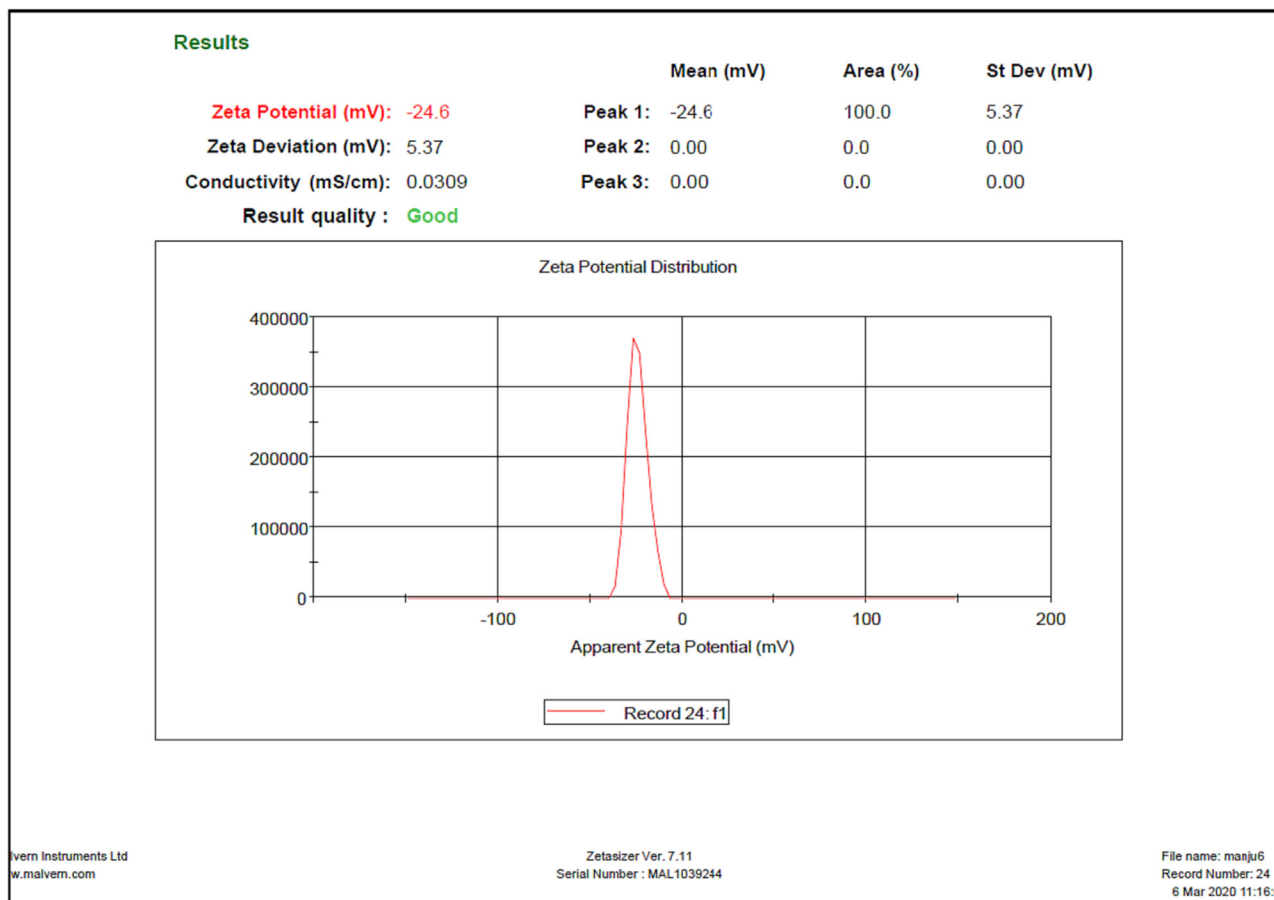 Results
Mean (mV) Area (%) St Dev (mV)
Zeta Potential (mV): -24.6 Peak 1: -24.6 100.0 5.37
Zeta Deviation (mV): 5.37 Peak 2: 0.00 0.0 0.00
Conductivity (mS/cm): 0.0309 Peak 3: 0.00 0.0 0.00
Result quality : Good
Zeta Potential Distribution
400000
300000
200000
100000
0
-100 0 100 200
Apparent Zeta Potential (mV)
Record 24: f1
lvern Instruments Ltd Zetasizer Ver. 7.11 File name: manju6
w.malvern.com Serial Number : MAL1039244 Record Number: 24
6 Mar 2020 11:16: